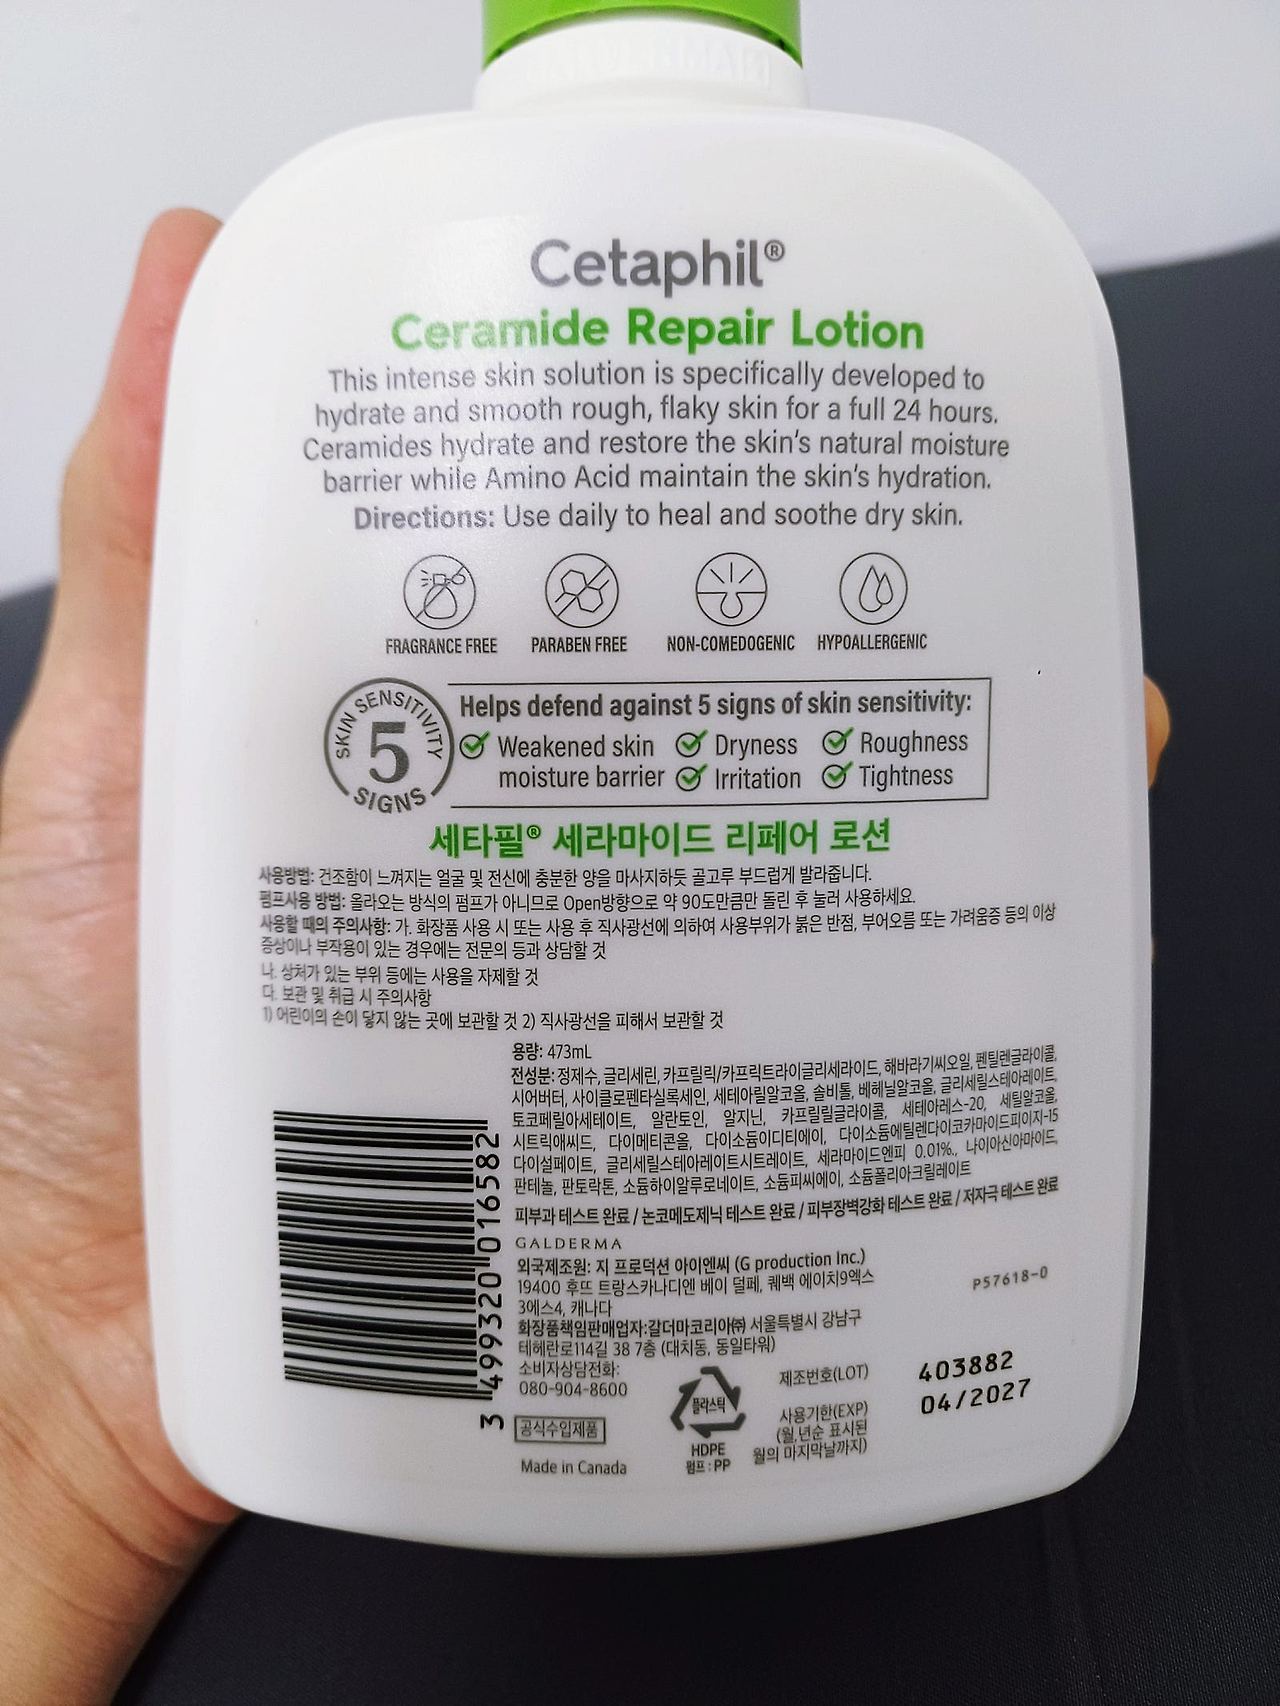 Cetaphil®
Ceramide Repair Lotion
This intense skin solution is specifically developed to
hydrate and smooth rough, flaky skin for a full 24 hours.
Ceramides hydrate and restore the skin's natural moisture
barrier while Amino Acid maintain the skin's hydration.
Directions: Use daily to heal and soothe dry skin.
FRAGRANCE FREE PARABEN FREE NON-COMEDOGENIC HYPOALLERGENIC
SKIN SENSITIVITY
5
SIGNS
Helps defend against 5 signs of skin sensitivity:
Weakened skin Dryness Roughness
moisture barrier Irritation Tightness
세타필® 세라마이드 리페어 로션
사용방법: 건조함이 느껴지는 얼굴 및 전신에 충분한 양을 마사지하듯 골고루 부드럽게 발라줍니다.
펌프사용 방법: 올라오는 방식의 펌프가 아니므로 Open방향으로 약 90도만큼만 돌린 후 눌러 사용하세요.
사용할 때의 주의사항: 가. 화장품 사용 시 또는 사용 후 직사광선에 의하여 사용부위가 붉은 반점, 부어오름 또는 가려움증 등의 이상
증상이나 부작용이 있는 경우에는 전문의 등과 상담할 것
나. 상처가 있는 부위 등에는 사용을 자제할 것
다. 보관 및 취급 시 주의사항
1) 어린이의 손이 닿지 않는 곳에 보관할 것 2) 직사광선을 피해서 보관할 것
용량: 473mL
전성분: 정제수, 글리세린, 카프릴릭/카프릭트라이글리세라이드, 해바라기씨오일, 펜틸렌글라이콜,
시어버터, 사이클로펜타실록세인, 세테아릴알코올, 솔비톨, 베헤닐알코올, 글리세릴스테아레이트,
토코페릴아세테이트, 알란토인, 알지닌, 카프릴릴글라이콜, 세테아레스-20, 세틸알코올,
시트릭애씨드, 다이메티콘올, 다이소듐이디티에이, 다이소듐에틸렌다이코카마이드피이지-15
다이설페이트, 글리세릴스테아레이트시트레이트, 세라마이드엔피 0.01%, 나이아신아마이드,
판테놀, 판토락톤, 소듐하이알루로네이트, 소듐피씨에이, 소듐폴리아크릴레이트
피부과 테스트 완료 / 논코메도제닉 테스트 완료 / 피부장벽강화 테스트 완료 / 저자극 테스트 완료
GALDERMA
외국제조원: 지 프로덕션 아이엔씨 (G production Inc.)
19400 후뜨 트랑스카나디엔 베이 덜페, 퀘백 에이치9엑스
3에스4, 캐나다
P57618-0
화장품책임판매업자:갈더마코리아㈜ 서울특별시 강남구
테헤란로114길 38 7층 (대치동, 동일타워)
소비자상담전화:
080-904-8600
공식수입제품
Made in Canada
플라스틱
HDPE
펌프 : PP
제조번호(LOT) 403882
사용기한(EXP) 04/2027
(월,년순 표시된
월의 마지막날까지)
3 499320 016582